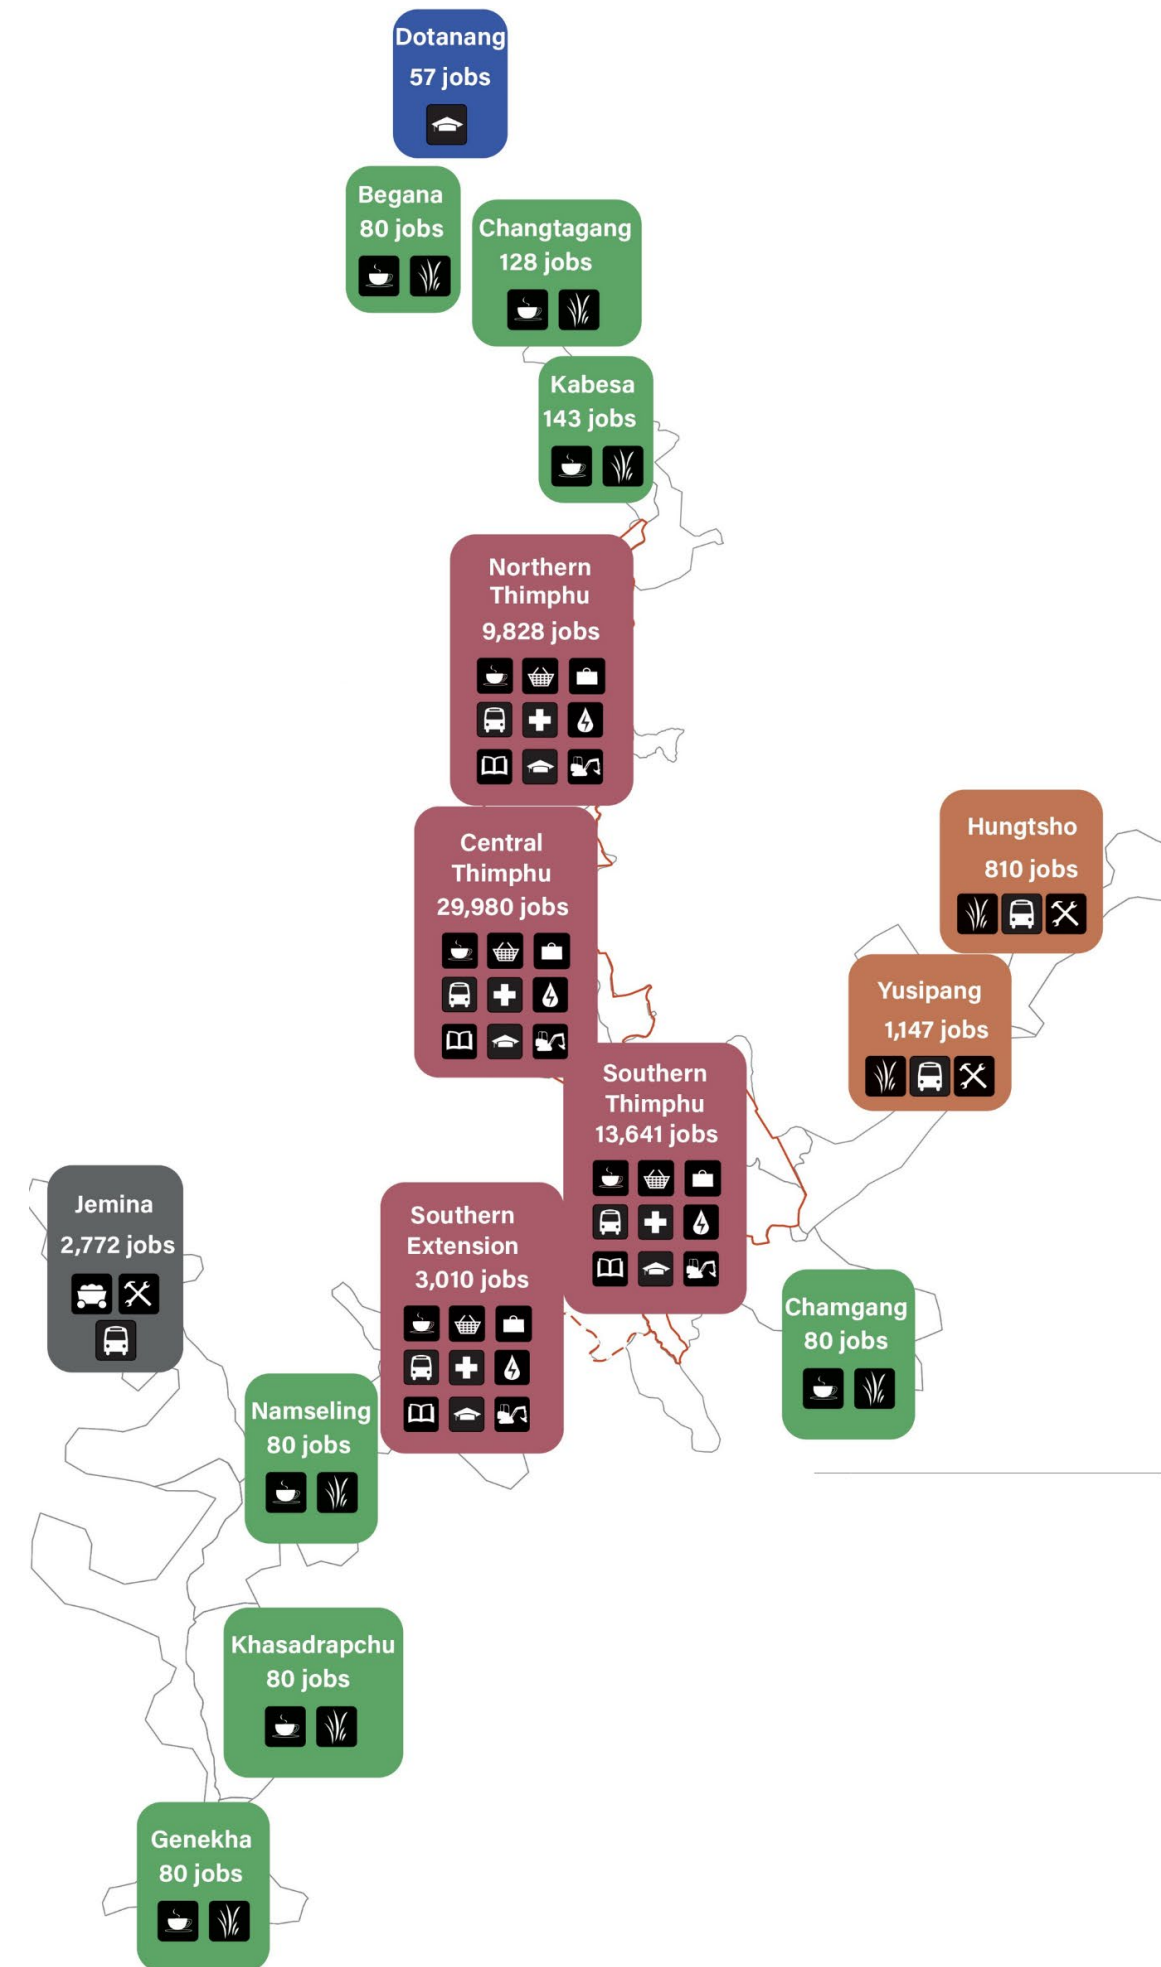 Dotanang
57 jobs
Begana
80 jobs
Changtagang
128 jobs
Kabesa
143 jobs
Northern
Thimphu
9,828 jobs
Central
Thimphu
29,980 jobs
Hungtsho
810 jobs
Yusipang
1,147 jobs
Southern
Thimphu
13,641 jobs
Jemina
2,772 jobs
Southern
Extension
3,010 jobs
Chamgang
80 jobs
Namseling
80 jobs
Khasadrapchu
80 jobs
Genekha
80 jobs